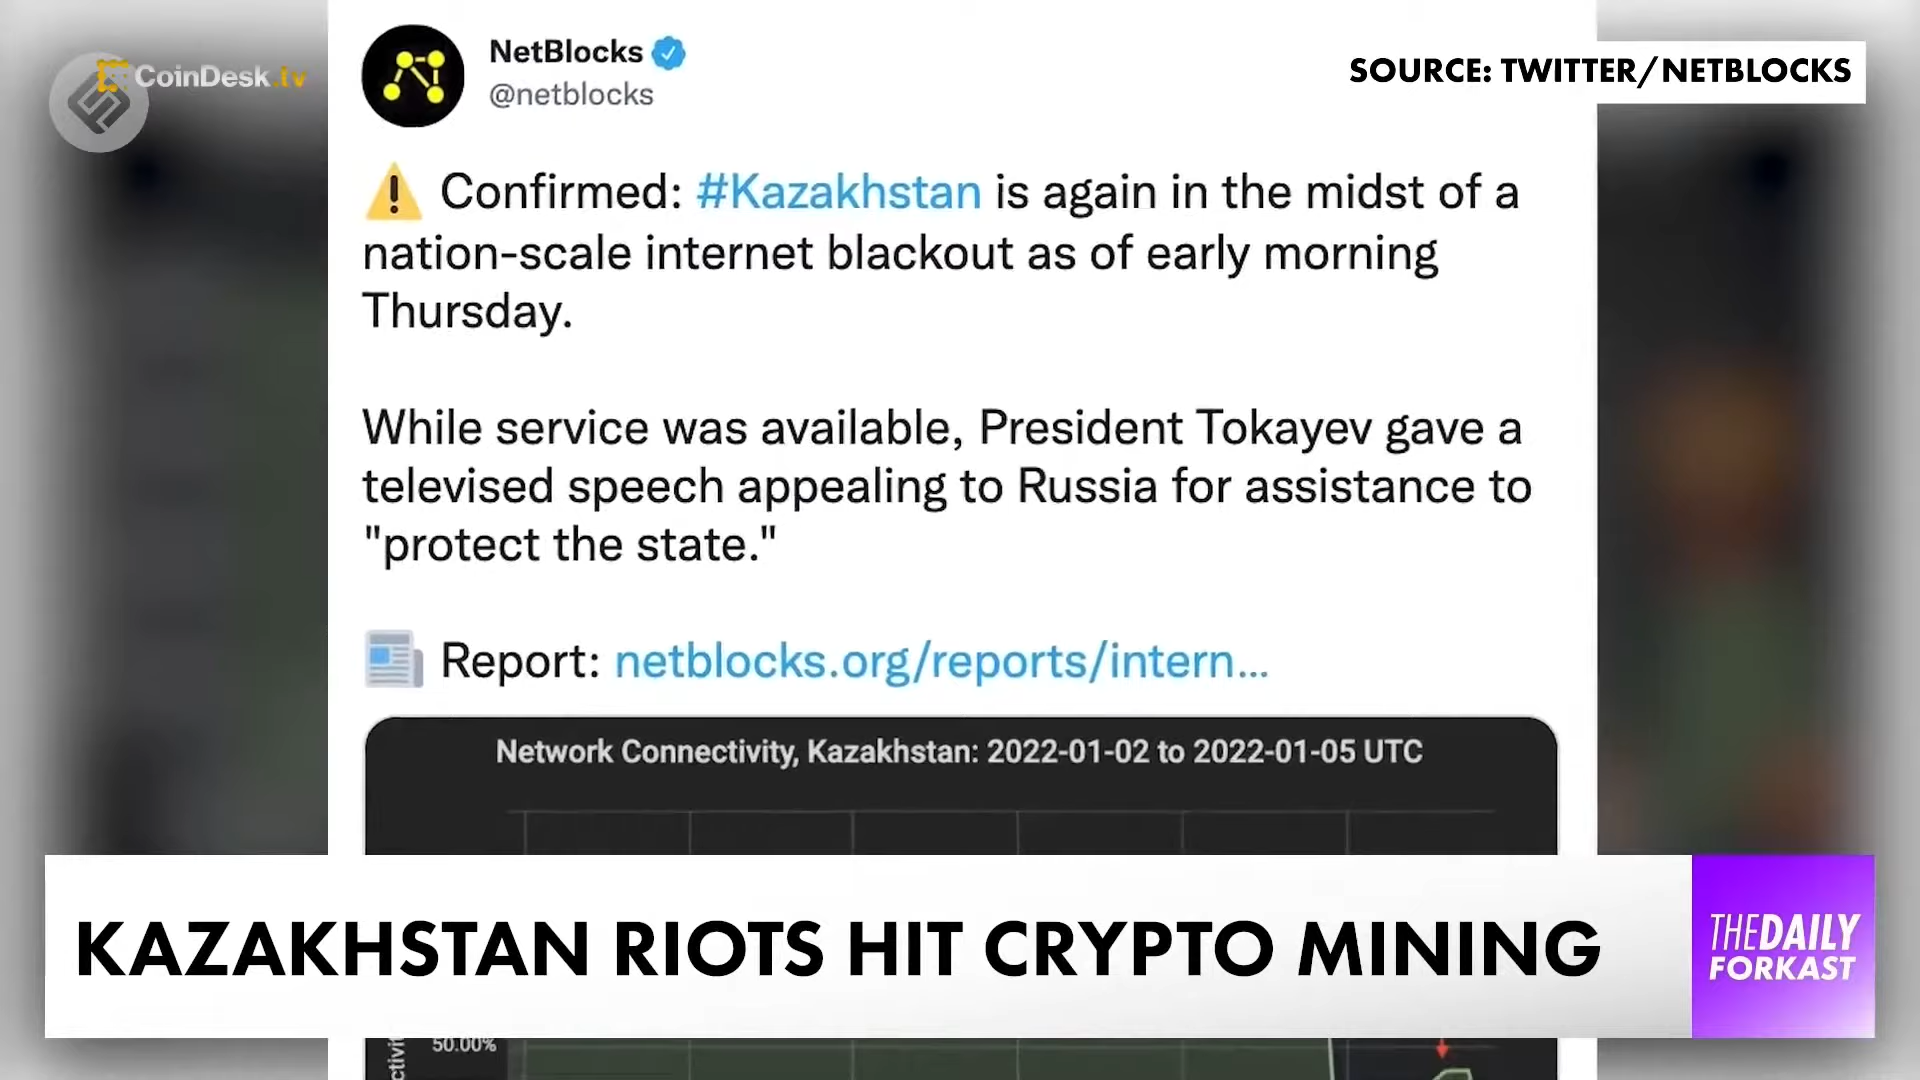 CoinDesk.tv
NetBlocks
@netblocks
SOURCE: TWITTER/NETBLOCKS
Confirmed: #Kazakhstan is again in the midst of a
nation-scale internet blackout as of early morning
Thursday.
While service was available, President Tokayev gave a
televised speech appealing to Russia for assistance to
"protect the state."
Report: netblocks.org/reports/intern...
Network Connectivity, Kazakhstan: 2022-01-02 to 2022-01-05 UTC
KAZAKHSTAN RIOTS HIT CRYPTO MINING
THE DAILY
FORKAST
50.00%